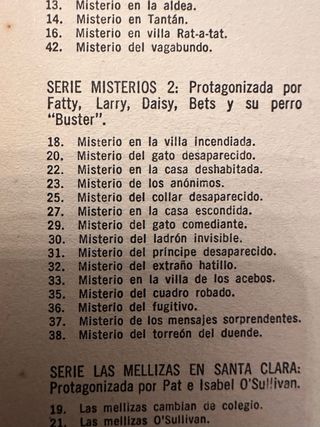 13. Misterio en la aldea.
14. Misterio en Tantán.
16. Misterio en villa Rat-a-tat.
42. Misterio del vagabundo.
SERIE MISTERIOS 2: Protagonizada por
Fatty, Larry, Daisy, Bets y su perro
“Buster”.
18. Misterio en la villa incendiada.
20. Misterio del gato desaparecido.
22. Misterio en la casa deshabitada.
23. Misterio de los anónimos.
25. Misterio del collar desaparecido.
27. Misterio en la casa escondida.
29. Misterio del gato comediante.
30. Misterio del ladrón invisible.
31. Misterio del príncipe desaparecido.
32. Misterio del extraño hatillo.
33. Misterio en la villa de los acebos.
35. Misterio del cuadro robado.
36. Misterio del fugitivo.
37. Misterio de los mensajes sorprendentes.
38. Misterio del torreón del duende.
SERIE LAS MELLIZAS EN SANTA CLARA:
Protagonizada por Pat e Isabel O'Sullivan.
19. Las mellizas cambian de colegio.
21. Las mellizas O'Sullivan.